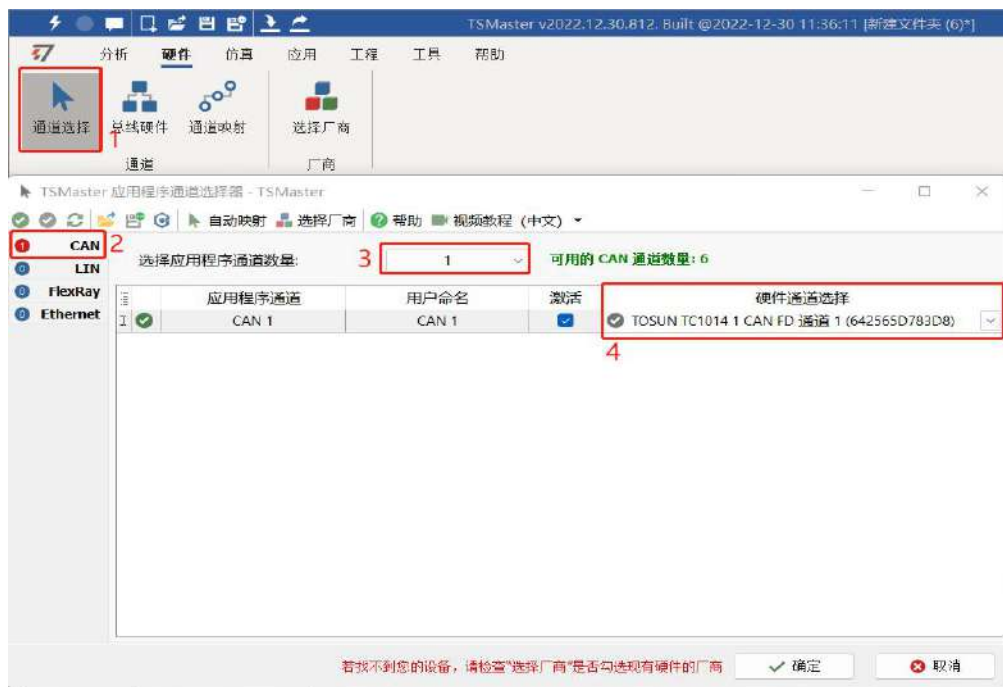 TSMaster v2022.12.30.812. Built @2022-12-30 11:36:11 [新建文件夹 (6)*]
分析 硬件 仿真 应用 工程 工具 帮助
通道选择 总线硬件 通道映射 选择厂商
1
通道 厂商
TSMaster 应用程序通道选择器 - TSMaster
自动映射 选择厂商 帮助 视频教程 (中文)
1 CAN 2
选择应用程序通道数量: 3 1 可用的 CAN 通道数量: 6
0 LIN
0 FlexRay
应用程序通道 用户命名 激活 硬件通道选择
0 Ethernet
CAN 1 CAN 1 TOSUN TC1014 1 CAN FD 通道 1 (642565D783D8)
4
若找不到您的设备，请检查"选择厂商"是否勾选现有硬件的厂商 确定 取消